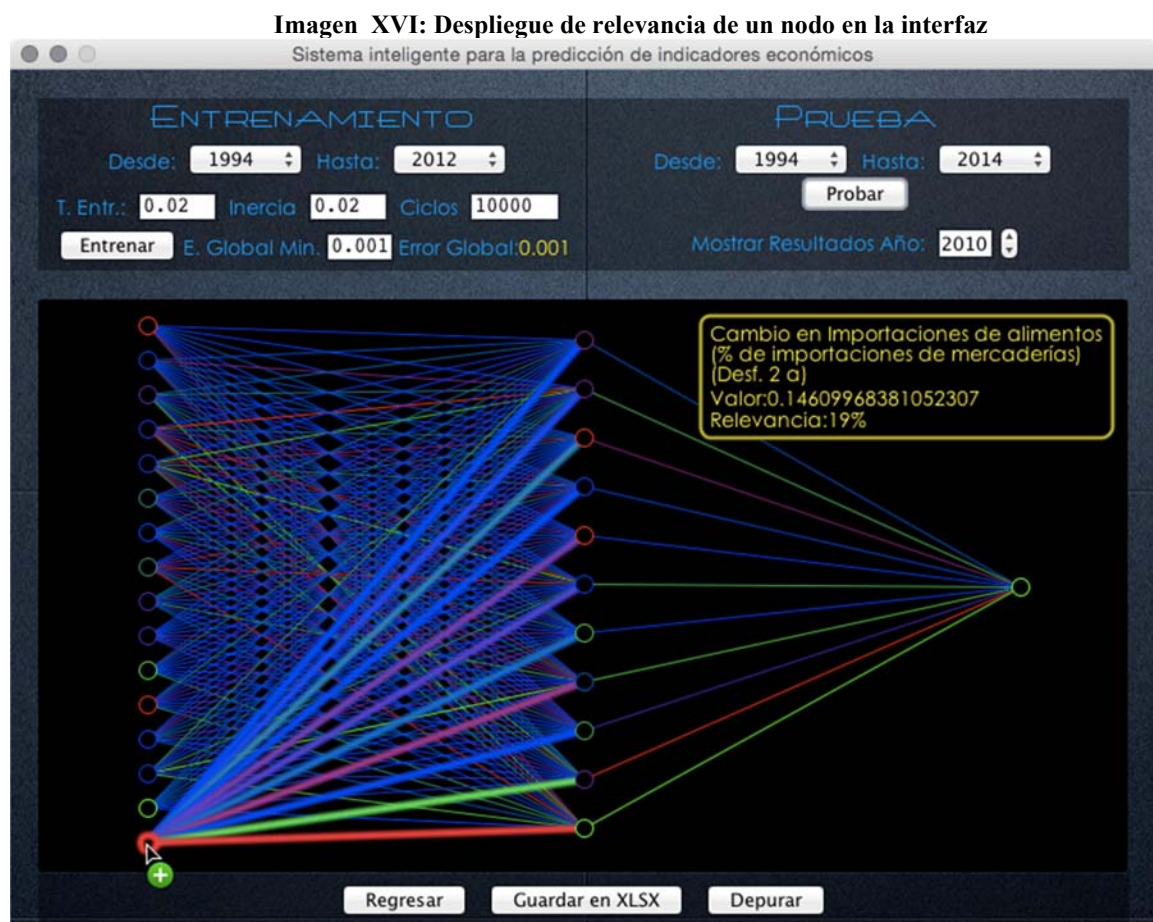 Imagen XVI: Despliegue de relevancia de un nodo en la interfaz
Sistema inteligente para la predicción de indicadores económicos
ENTRENAMIENTO
Desde: 1994 Hasta: 2012
T. Entr.: 0.02 Inercia 0.02 Ciclos 10000
Entrenar E. Global Min. 0.001 Error Global:0.001
PRUEBA
Desde: 1994 Hasta: 2014
Probar
Mostrar Resultados Año: 2010
Cambio en Importaciones de alimentos
(% de importaciones de mercaderías)
(Desf. 2 a)
Valor:0.14609968381052307
Relevancia:19%
Regresar Guardar en XLSX Depurar